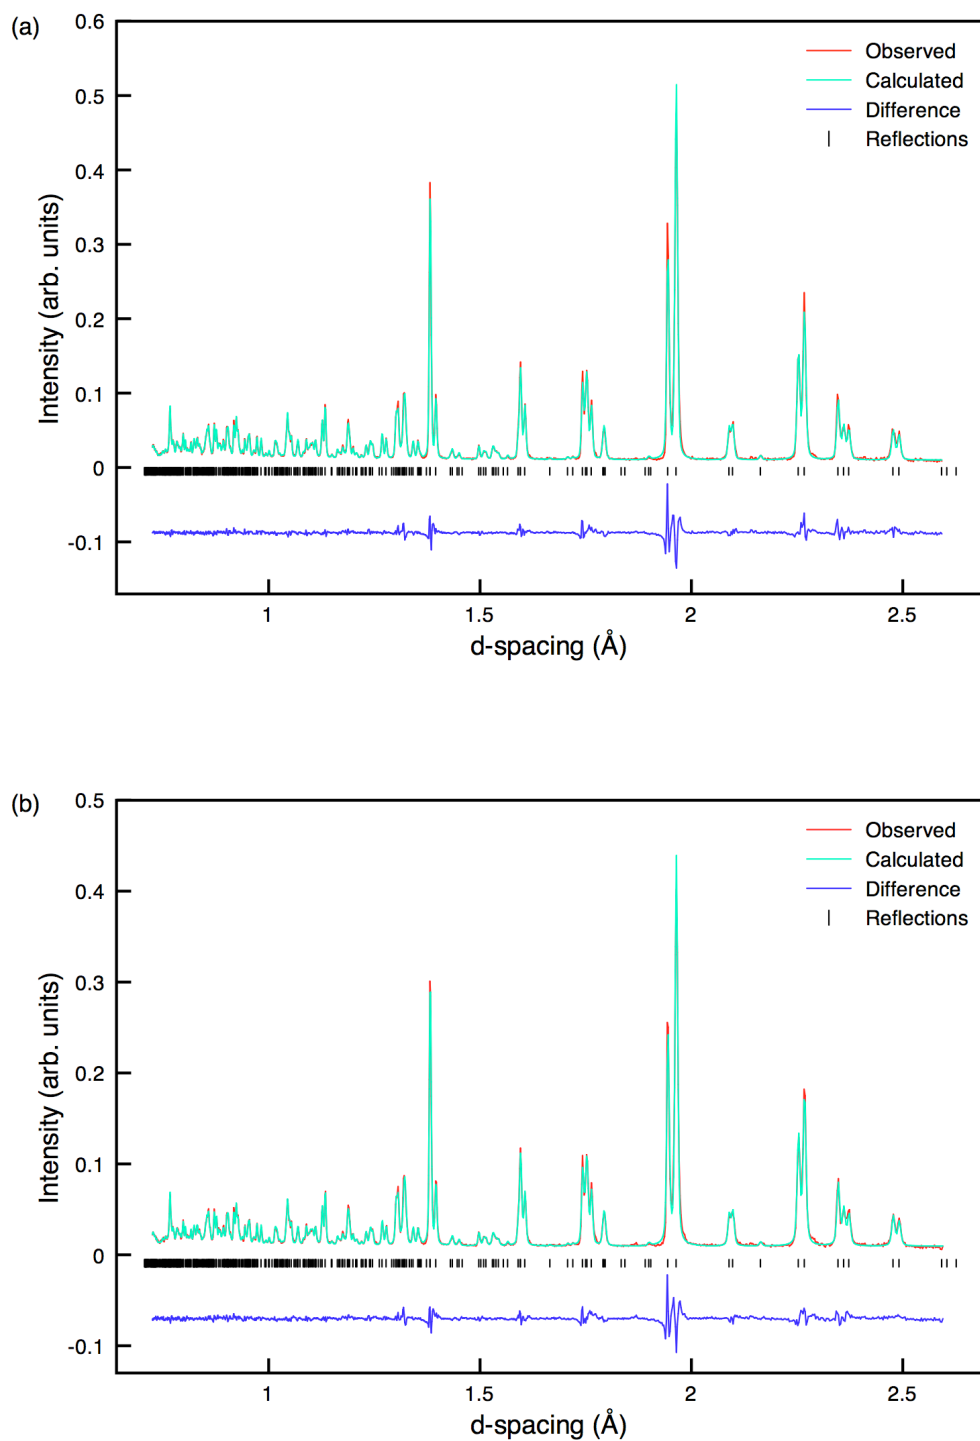 (a)
0.6
0.5
0.4
0.3
0.2
0.1
0
-0.1
Intensity (arb. units)
Observed
Calculated
Difference
Reflections
1
1.5
2
2.5
d-spacing (Å)
(b)
0.5
0.4
0.3
0.2
0.1
0
-0.1
Intensity (arb. units)
Observed
Calculated
Difference
Reflections
1
1.5
2
2.5
d-spacing (Å)